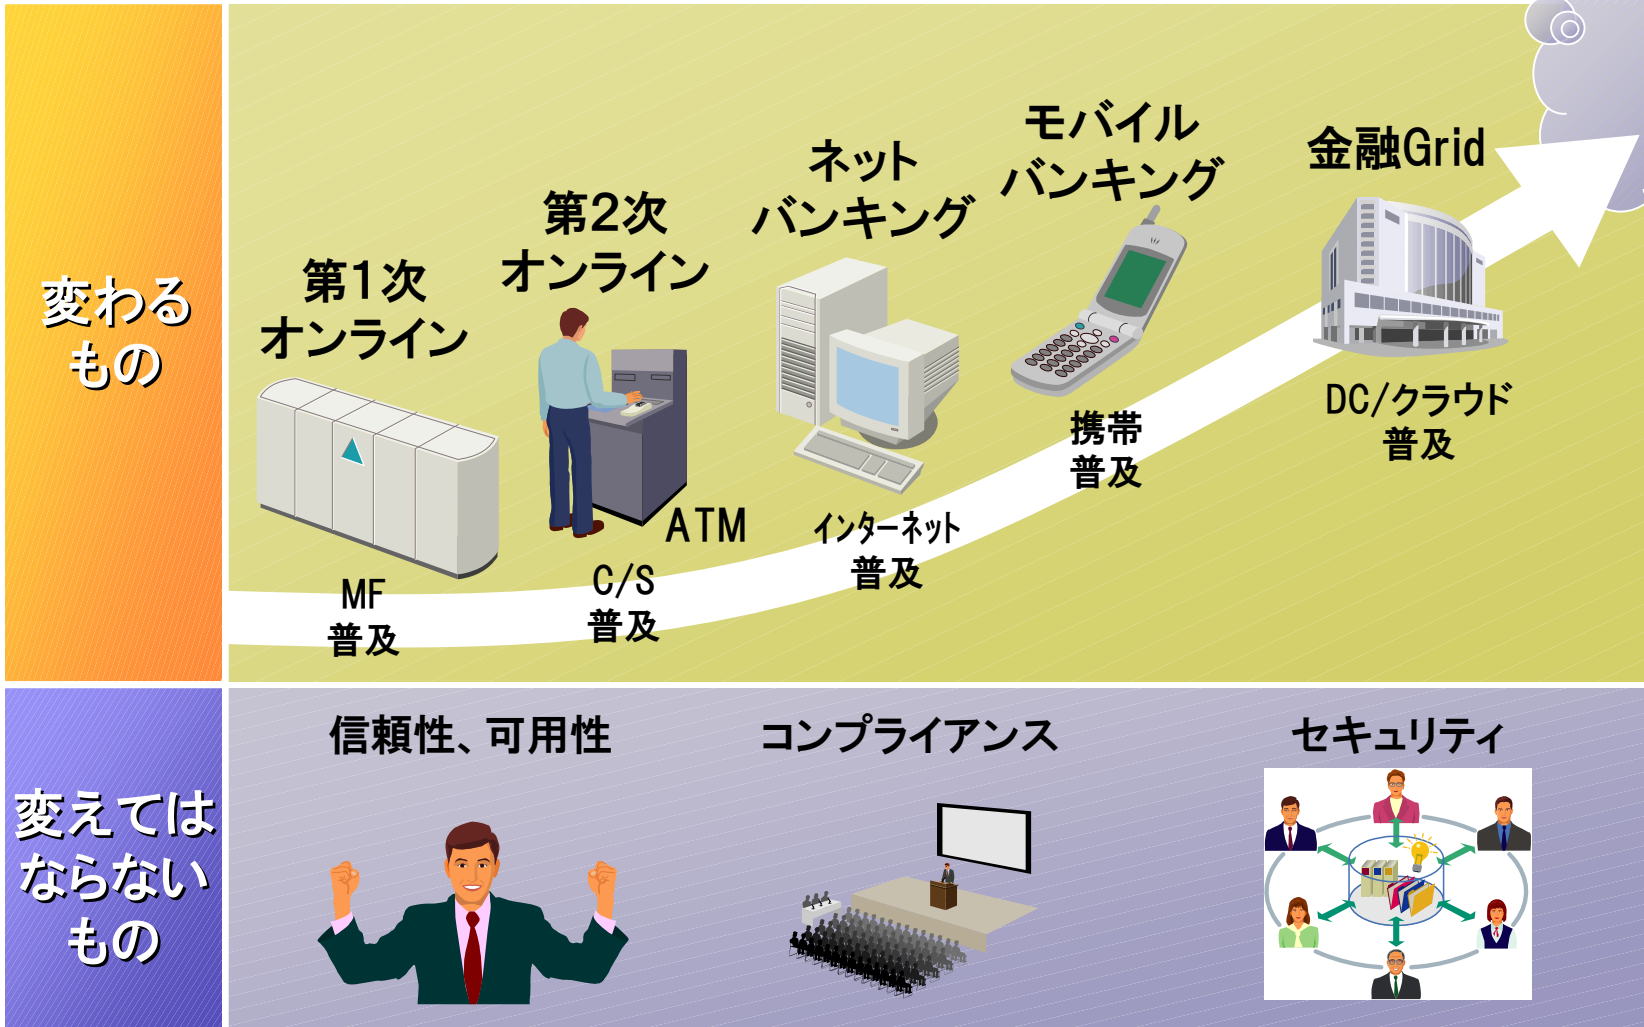 変わる
もの
第1次
オンライン
MF
普及
第2次
オンライン
ATM
C/S
普及
ネット
バンキング
インターネット
普及
モバイル
バンキング
携帯
普及
金融Grid
DC/クラウド
普及
変えては
ならない
もの
信頼性、可用性
コンプライアンス
セキュリティ